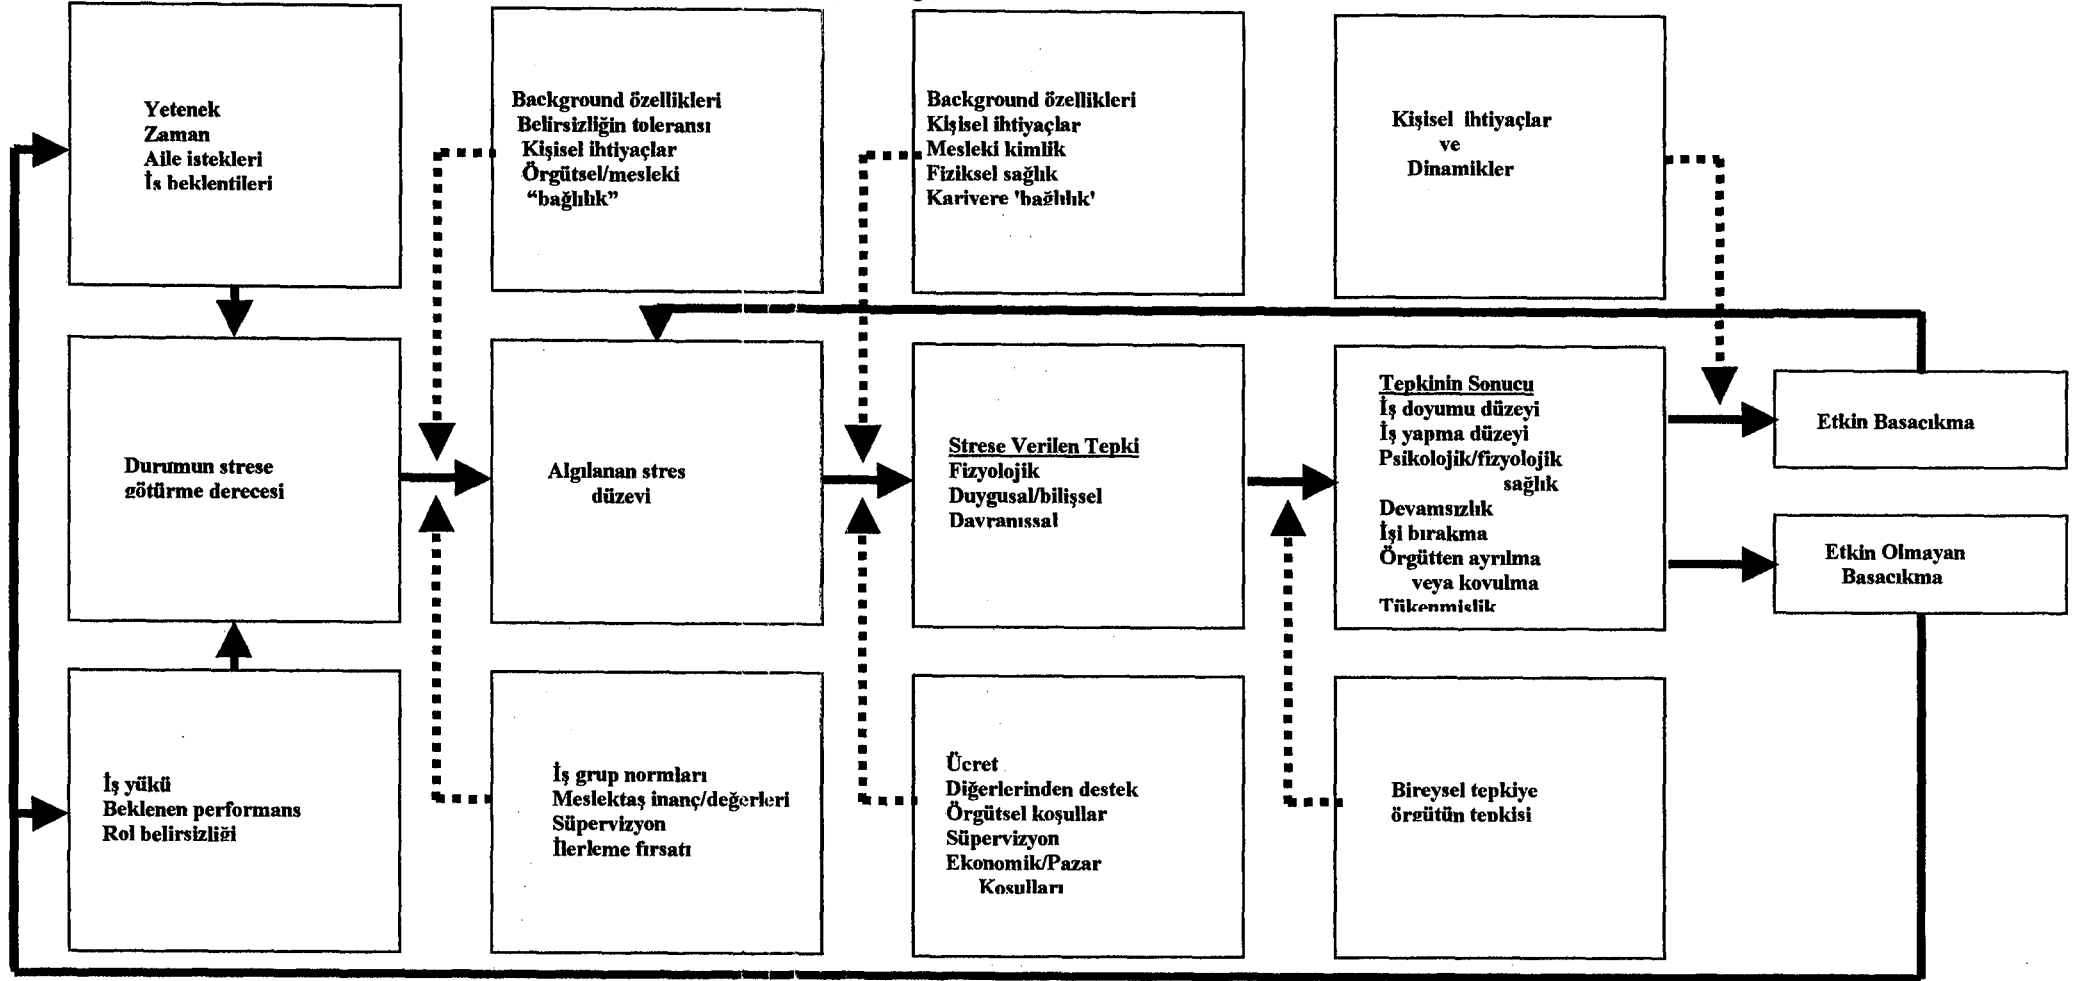 Yetenek
Zaman
Aile istekleri
İs beklentileri
Background özellikleri
Belirsizliğin toleransı
Kişisel ihtiyaçlar
Örgütsel/mesleki
“bağlılık”
Background özellikleri
Kişisel ihtiyaçlar
Mesleki kimlik
Fiziksel sağlık
Karivere 'bağlılık'
Kişisel ihtiyaçlar
ve
Dinamikler
Durumun strese
götürme derecesi
Algılanan stres
düzevi
Strese Verilen Tepki
Fizyolojik
Duygusal/bilişsel
Davranıssal
Tepkinin Sonucu
İş doyumu düzeyi
İş yapma düzeyi
Psikolojik/fizyolojik
sağlık
Devamsızlık
İşi bırakma
Örgütten ayrılma
veya kovulma
Tükenmislik
Etkin Basacıkma
Etkin Olmayan
Basacıkma
İş yükü
Beklenen performans
Rol belirsizliği
İş grup normları
Meslektaş inanç/değerleri
Süpervizyon
İlerleme fırsatı
Ücret
Diğerlerinden destek
Örgütsel koşullar
Süpervizyon
Ekonomik/Pazar
Kosulları
Bireysel tepkiye
örgütün tepkisi